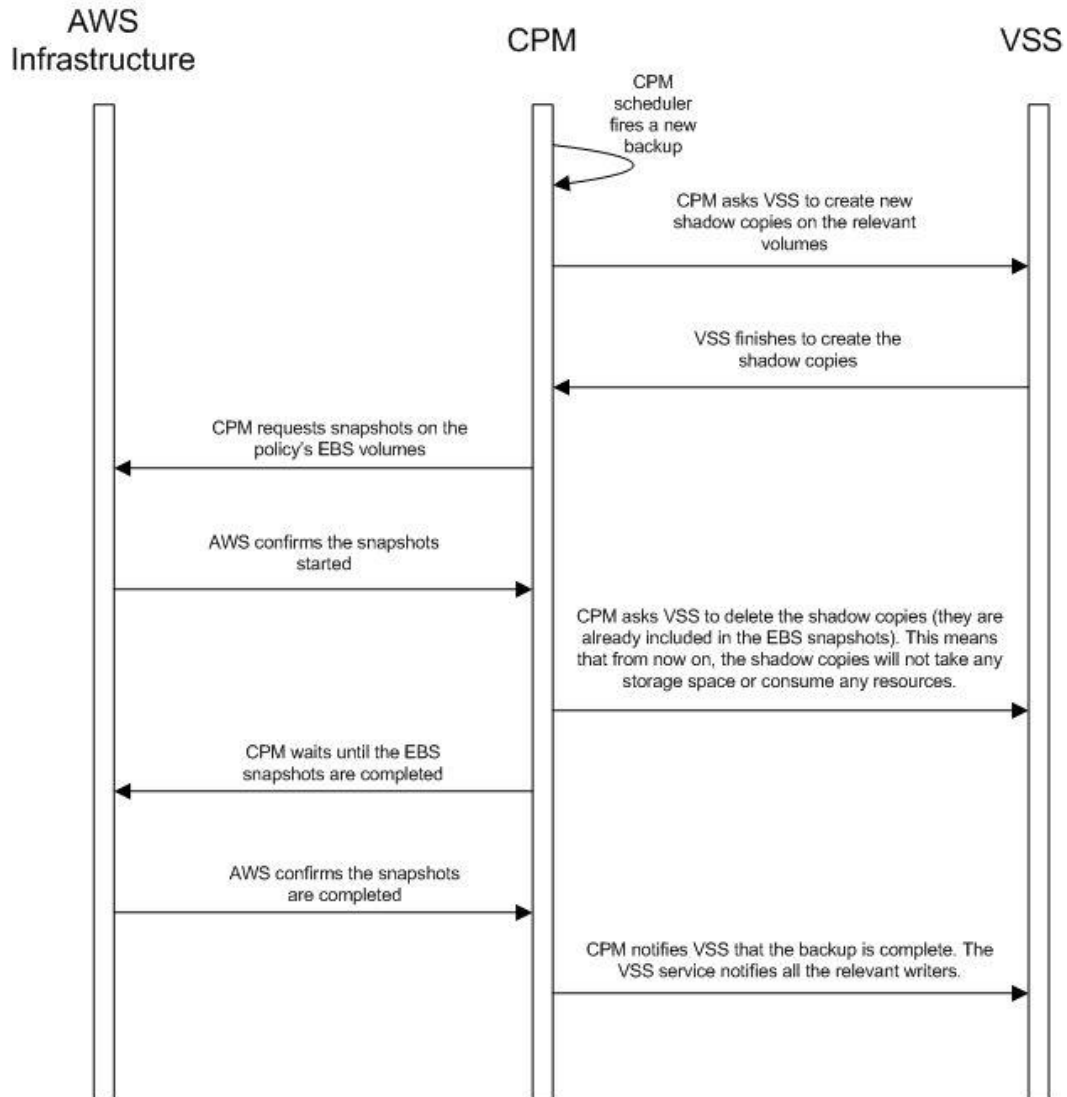 AWS
Infrastructure
CPM
VSS
CPM
scheduler
fires a new
backup
CPM asks VSS to create new
shadow copies on the relevant
volumes
VSS finishes to create the
shadow copies
CPM requests snapshots on the
policy's EBS volumes
AWS confirms the snapshots
started
CPM asks VSS to delete the shadow copies (they are
already included in the EBS snapshots). This means
that from now on, the shadow copies will not take any
storage space or consume any resources.
CPM waits until the EBS
snapshots are completed
AWS confirms the snapshots
are completed
CPM notifies VSS that the backup is complete. The
VSS service notifies all the relevant writers.